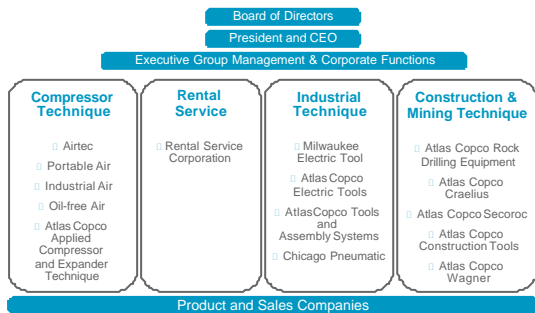 Board of Directors
President and CEO
Executive Group Management & Corporate Functions
Compressor
Technique
Airtec
Portable Air
Industrial Air
Oil-free Air
Atlas Copco
Applied
Compressor
and Expander
Technique
Rental
Service
Rental Service
Corporation
Industrial
Technique
Milwaukee
Electric Tool
Atlas Copco
Electric Tools
AtlasCopco Tools
and
Assembly Systems
Chicago Pneumatic
Construction &
Mining Technique
Atlas Copco Rock
Drilling Equipment
Atlas Copco
Craelius
Atlas Copco Secoroc
Atlas Copco
Construction Tools
Atlas Copco
Wagner
Product and Sales Companies